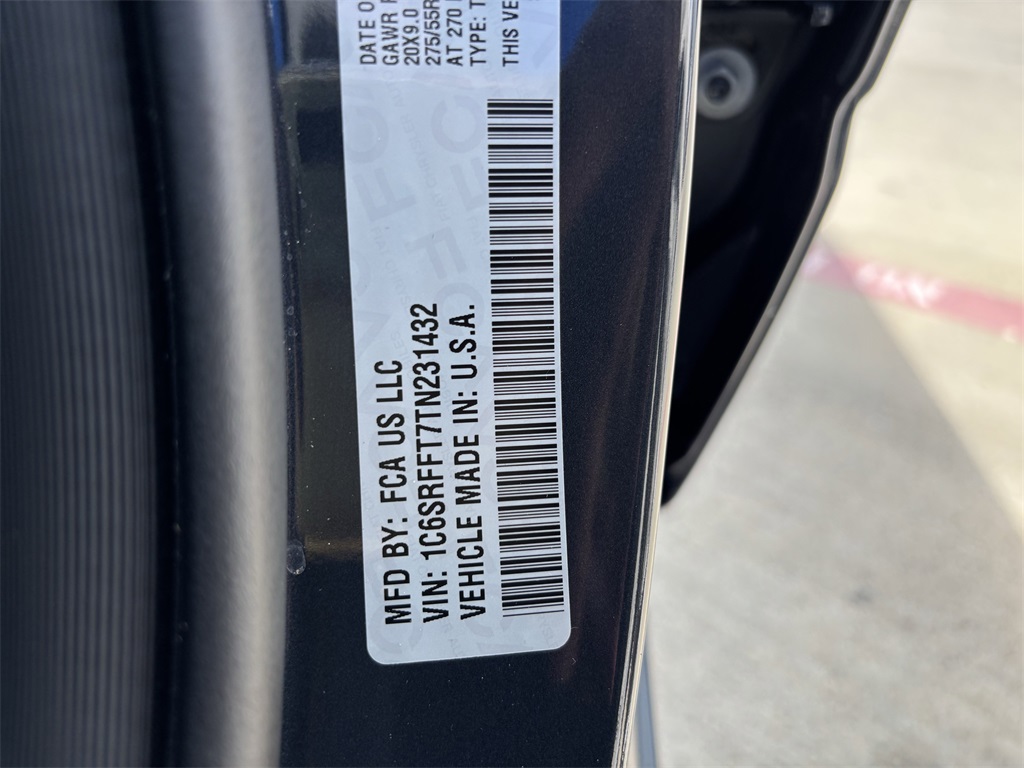 MFD BY: FCA US LLC
VIN: 1C6SRFFT7TN231432
VEHICLE MADE IN: U.S.A.
DATE O
GAWR F
20X9.0
275/55R
AT 270
TYPE: T
THIS VE